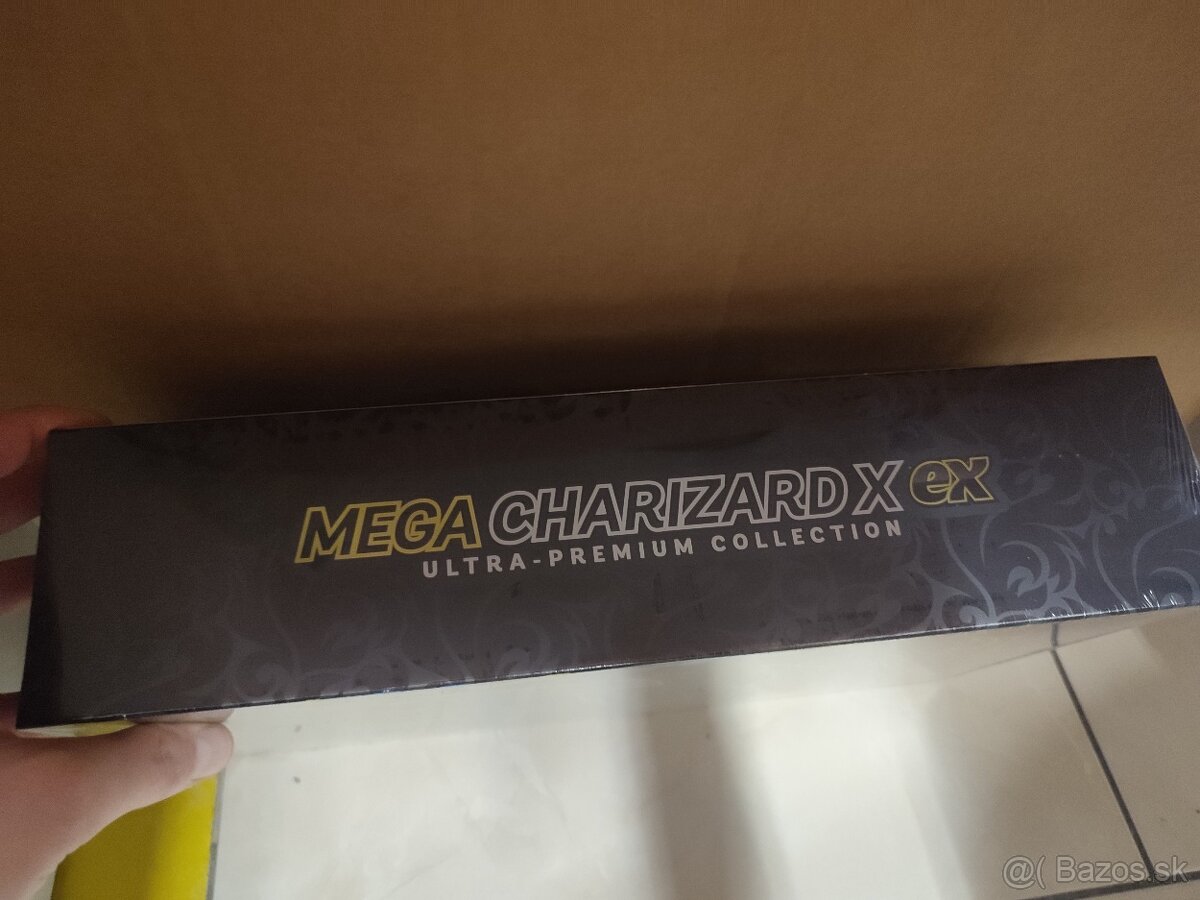 MEGA CHARIZARD X ex
ULTRA-PREMIUM COLLECTION
@( Bazos.sk